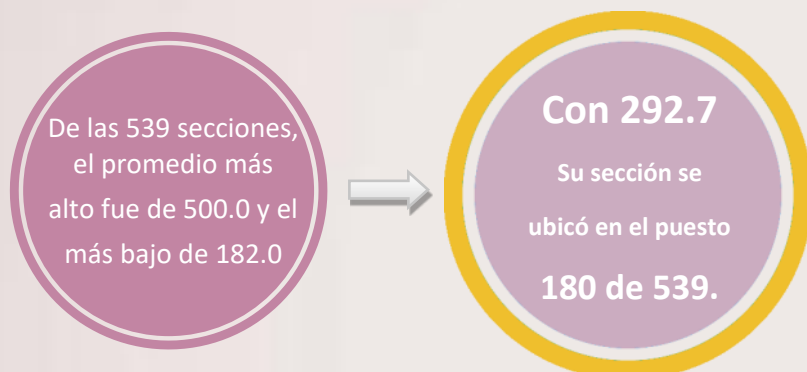 De las 539 secciones,
el promedio más
alto fue de 500.0 y el
más bajo de 182.0
Con 292.7
Su sección se
ubicó en el puesto
180 de 539.